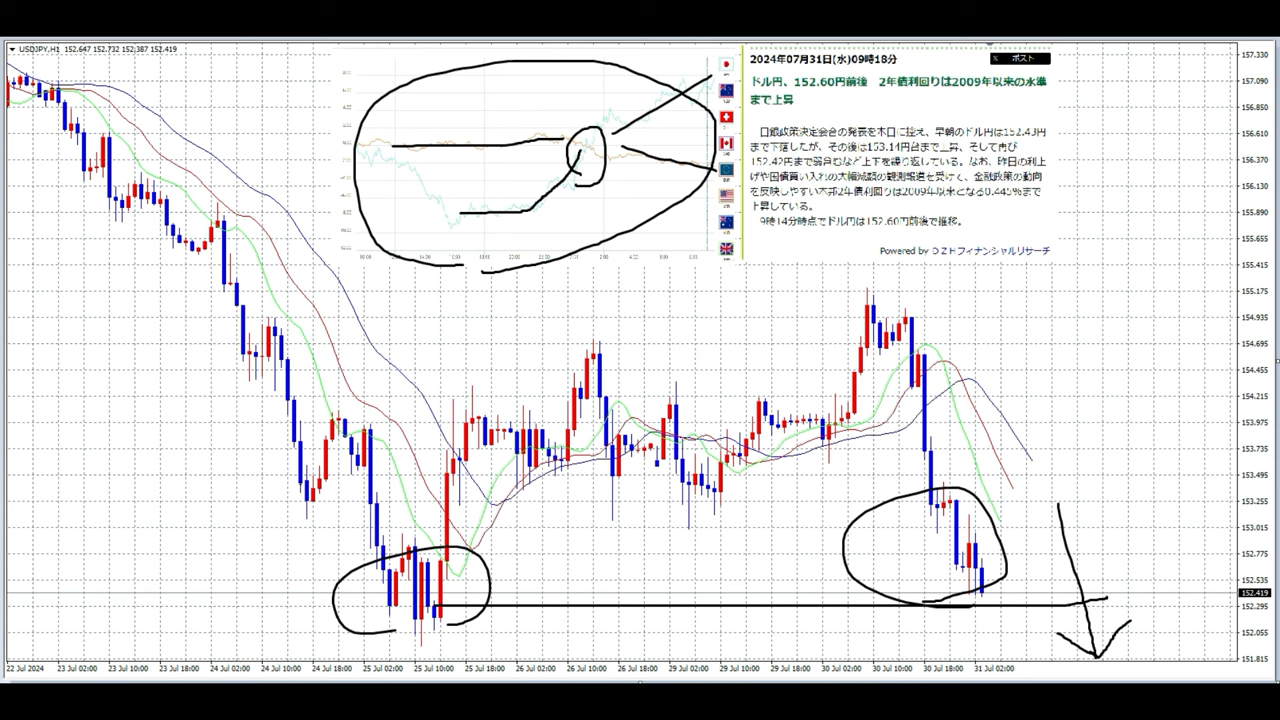 USDJPY,H1 152.647 152.732 152.387 152.419
2024年07月31日(水)09時18分
X ポスト
ドル円、152.60円前後 2年債利回りは2009年以来の水準
まで上昇
日銀政策決定会合の発表を本日に控え、早朝のドル円は152.43円
まで下落したが、その後は153.14円台まで上昇、そして再び
152.42円まで弱含むなど上下を繰り返している。なお、昨日の利上
げや国債買い入れの大幅減額の観測報道を受けて、金融政策の動向
を反映しやすい本邦2年債利回りは2009年以来となる0.445%まで
上昇している。
9時14分時点でドル円は152.60円前後で推移。
Powered by DZHフィナンシャルリサーチ
157.330
157.090
156.850
156.610
156.370
156.130
155.890
155.655
155.415
155.175
154.935
154.695
154.455
154.215
153.975
153.735
153.495
153.255
153.015
152.775
152.535
152.419
152.295
152.055
151.815
22 Jul 2024 23 Jul 02:00 23 Jul 10:00 23 Jul 18:00 24 Jul 02:00 24 Jul 10:00 24 Jul 18:00 25 Jul 02:00 25 Jul 10:00 25 Jul 18:00 26 Jul 02:00 26 Jul 10:00 26 Jul 18:00 29 Jul 02:00 29 Jul 10:00 29 Jul 18:00 30 Jul 02:00 30 Jul 10:00 30 Jul 18:00 31 Jul 02:00